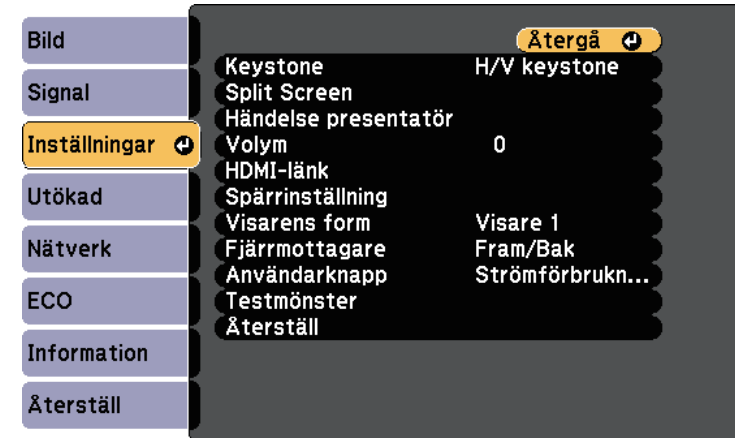 Bild
Signal
Inställningar
Utökad
Nätverk
ECO
Information
Återställ
Återgå
Keystone H/V keystone
Split Screen
Händelse presentatör
Volym 0
HDMI-länk
Spärrinställning
Visarens form Visare 1
Fjärrmottagare Fram/Bak
Användarknapp Strömförbrukn...
Testmönster
Återställ